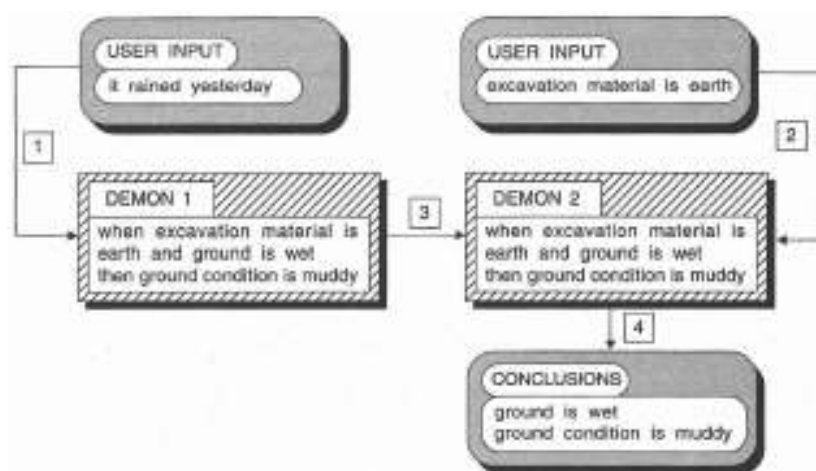 USER INPUT
it rained yesterday
USER INPUT
excavation material is earth
1
2
DEMON 1
when excavation material is
earth and ground is wet
then ground condition is muddy
3
DEMON 2
when excavation material is
earth and ground is wet
then ground condition is muddy
4
CONCLUSIONS
ground is wet
ground condition is muddy